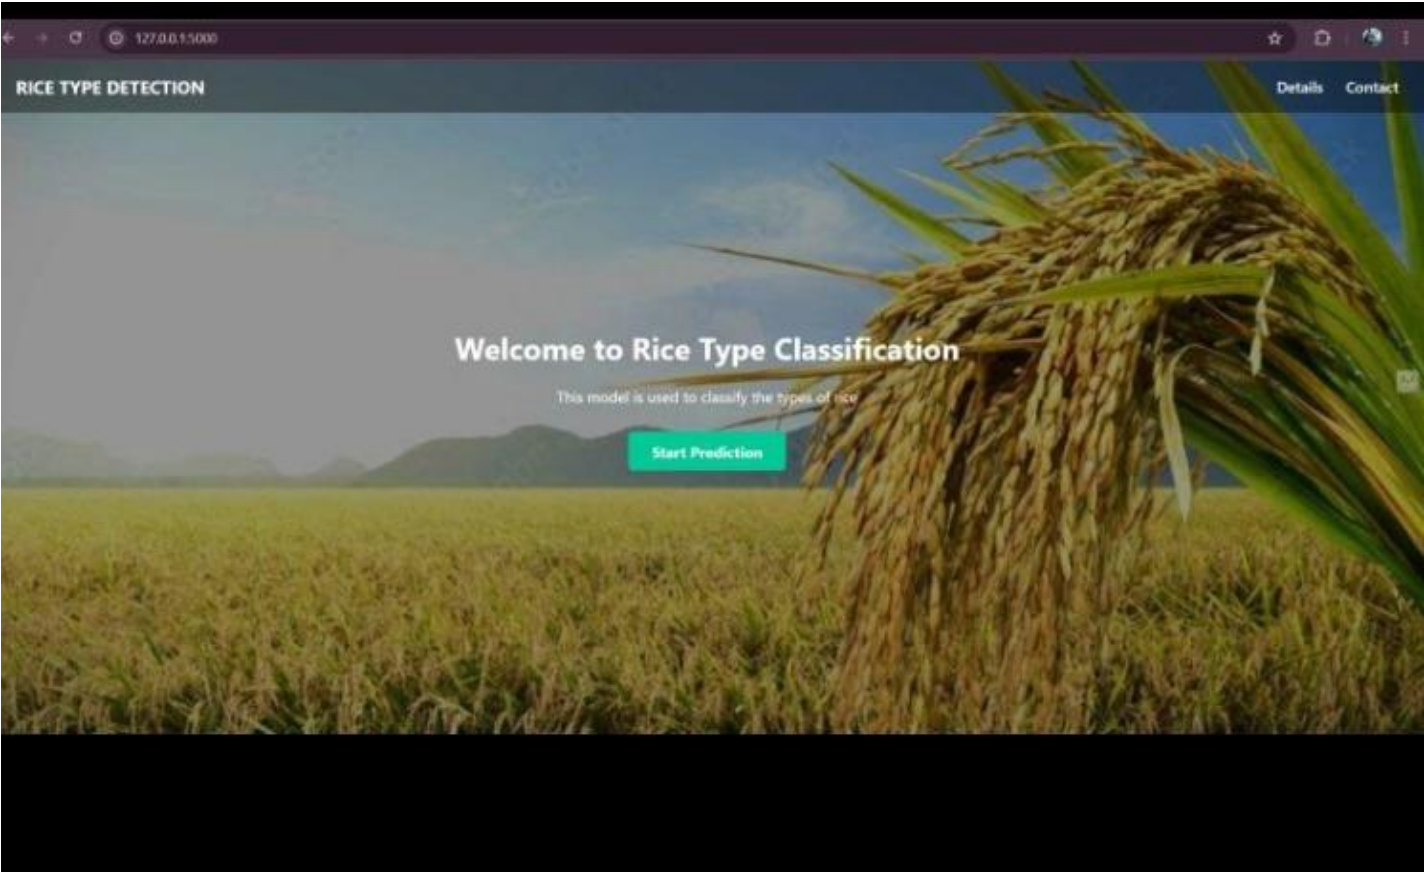 127.0.0.1:5000
RICE TYPE DETECTION
Details
Contact
Welcome to Rice Type Classification
This model is used to classify the types of rice
Start Prediction